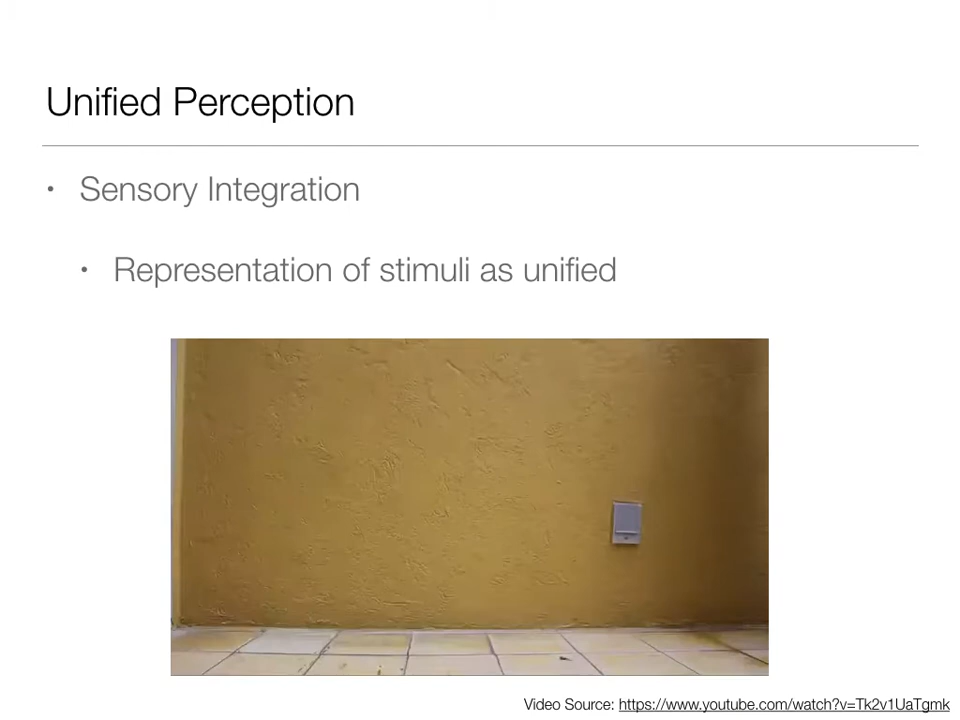 Unified Perception
• Sensory Integration
• Representation of stimuli as unified
Video Source: https://www.youtube.com/watch?v=Tk2v1UaTgmk